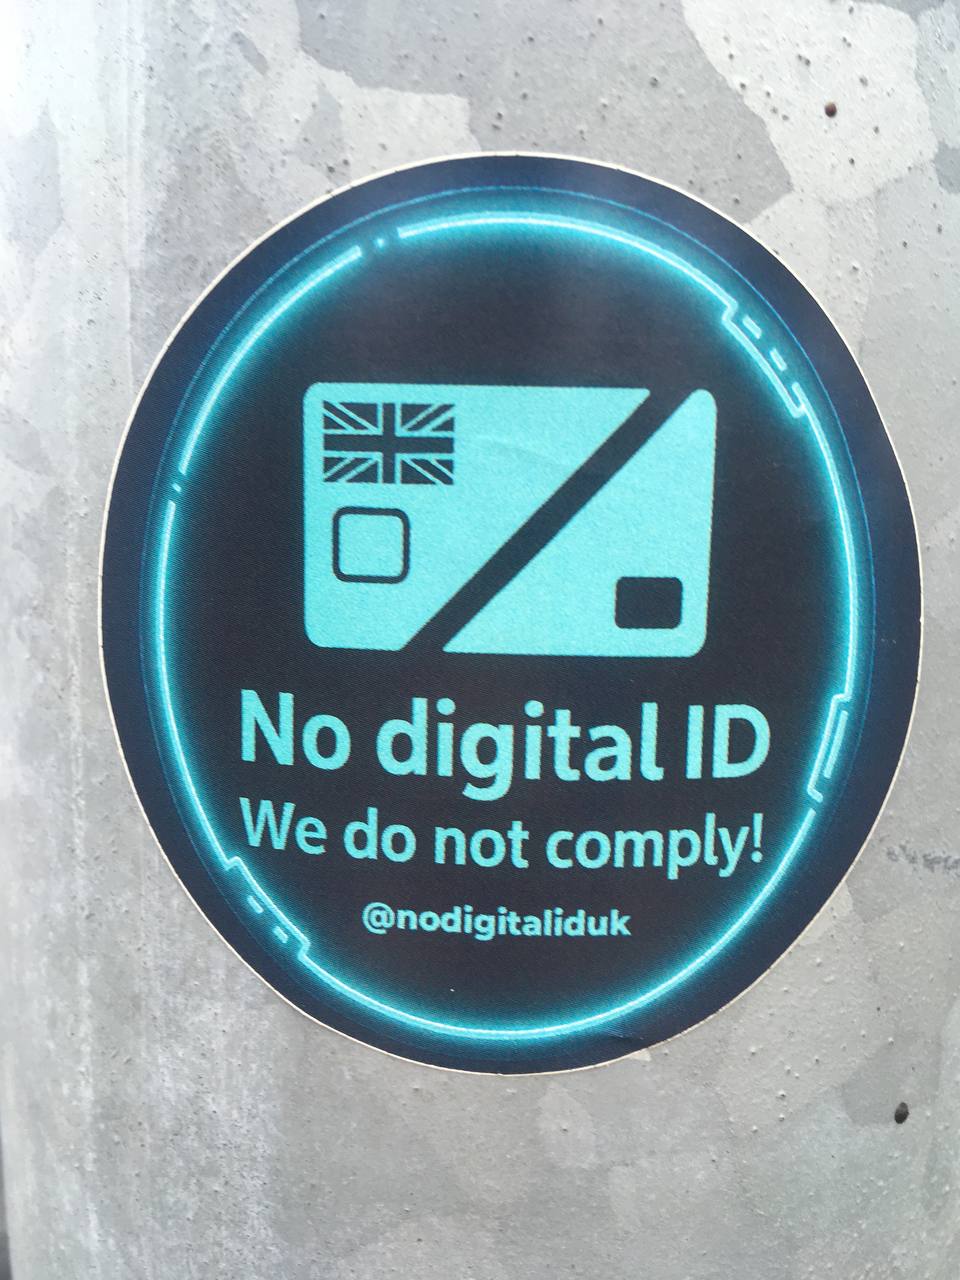 No digital ID
We do not comply!
@nodigitaliduk